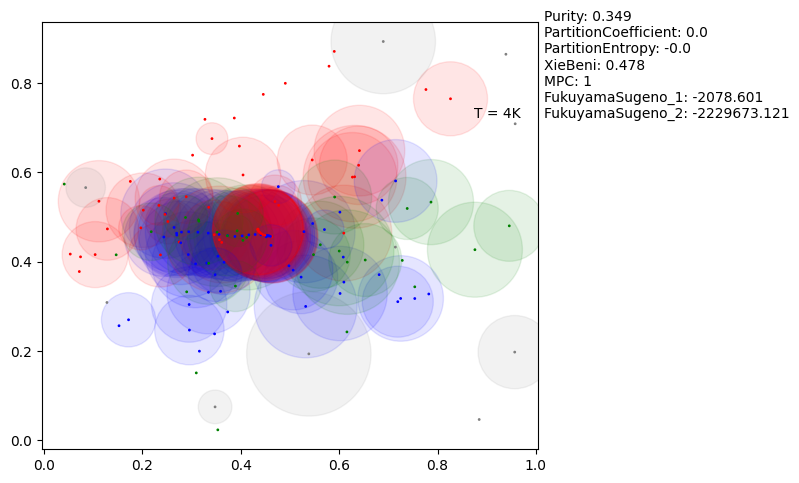 Purity: 0.349
PartitionCoefficient: 0.0
PartitionEntropy: -0.0
XieBeni: 0.478
MPC: 1
FukuyamaSugeno_1: -2078.601
FukuyamaSugeno_2: -2229673.121
T = 4K
0.8
0.6
0.4
0.2
0.0
0.0 0.2 0.4 0.6 0.8 1.0